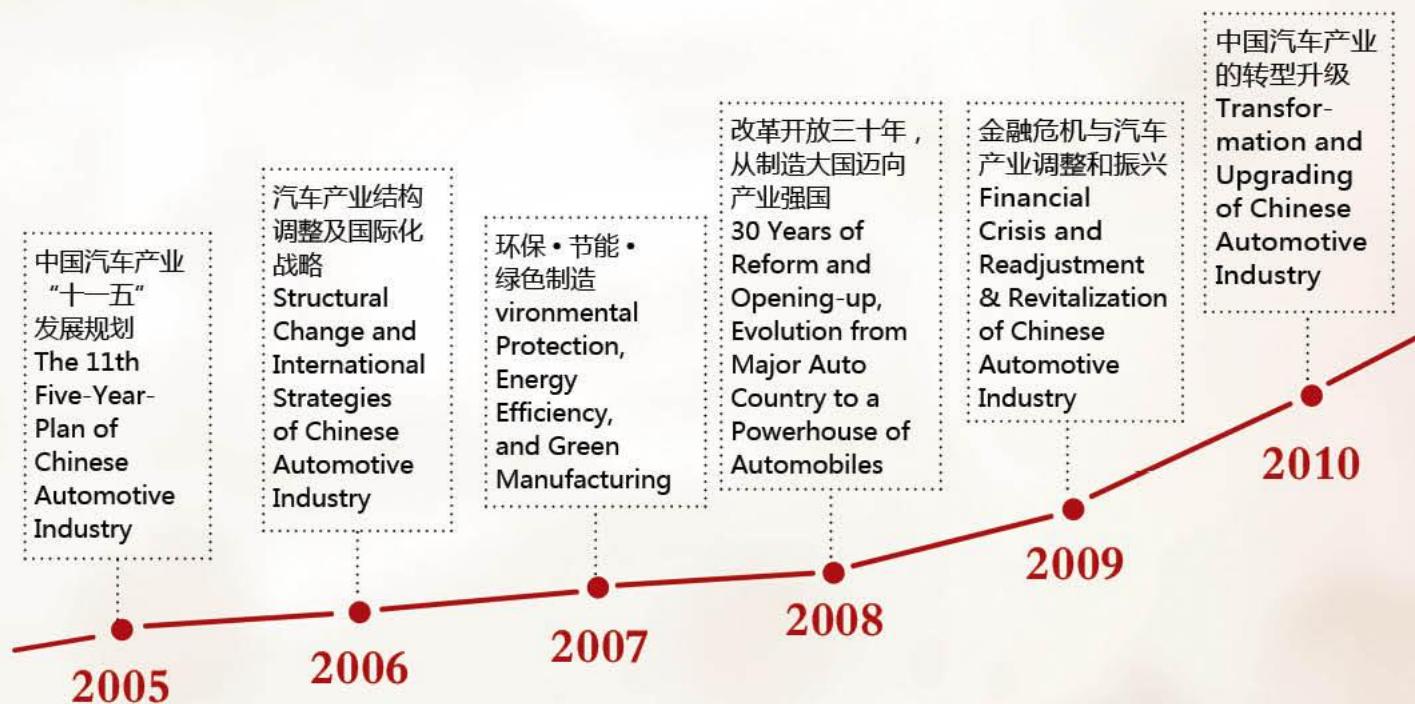 中国汽车产业
“十一五”
发展规划
The 11th
Five-Year-
Plan of
Chinese
Automotive
Industry
2005
汽车产业结构
调整及国际化
战略
Structural
Change and
International
Strategies
of Chinese
Automotive
Industry
2006
环保•节能•
绿色制造
vironmental
Protection,
Energy
Efficiency,
and Green
Manufacturing
2007
改革开放三十年，
从制造大国迈向
产业强国
30 Years of
Reform and
Opening-up,
Evolution from
Major Auto
Country to a
Powerhouse of
Automobiles
2008
金融危机与汽车
产业调整和振兴
Financial
Crisis and
Readjustment
& Revitalization
of Chinese
Automotive
Industry
2009
中国汽车产业
的转型升级
Transfor-
mation and
Upgrading
of Chinese
Automotive
Industry
2010